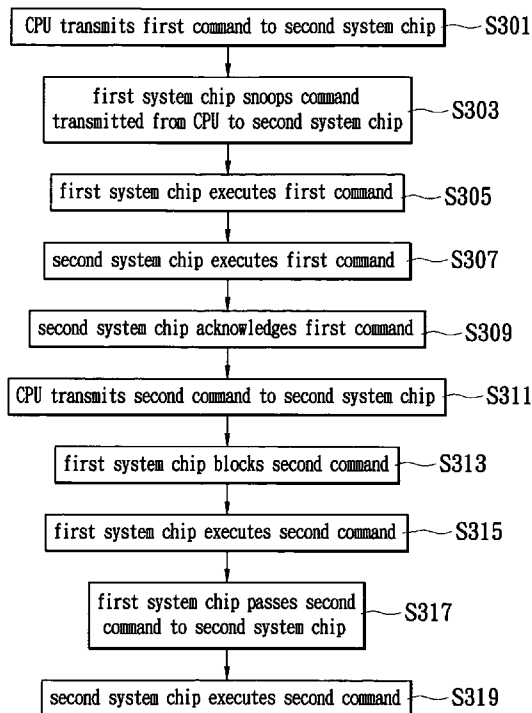 CPU transmits first command to second system chip
S301
first system chip snoops command
transmitted from CPU to second system chip
S303
first system chip executes first command
S305
second system chip executes first command
S307
second system chip acknowledges first command
S309
CPU transmits second command to second system chip
S311
first system chip blocks second command
S313
first system chip executes second command
S315
first system chip passes second
command to second system chip
S317
second system chip executes second command
S319